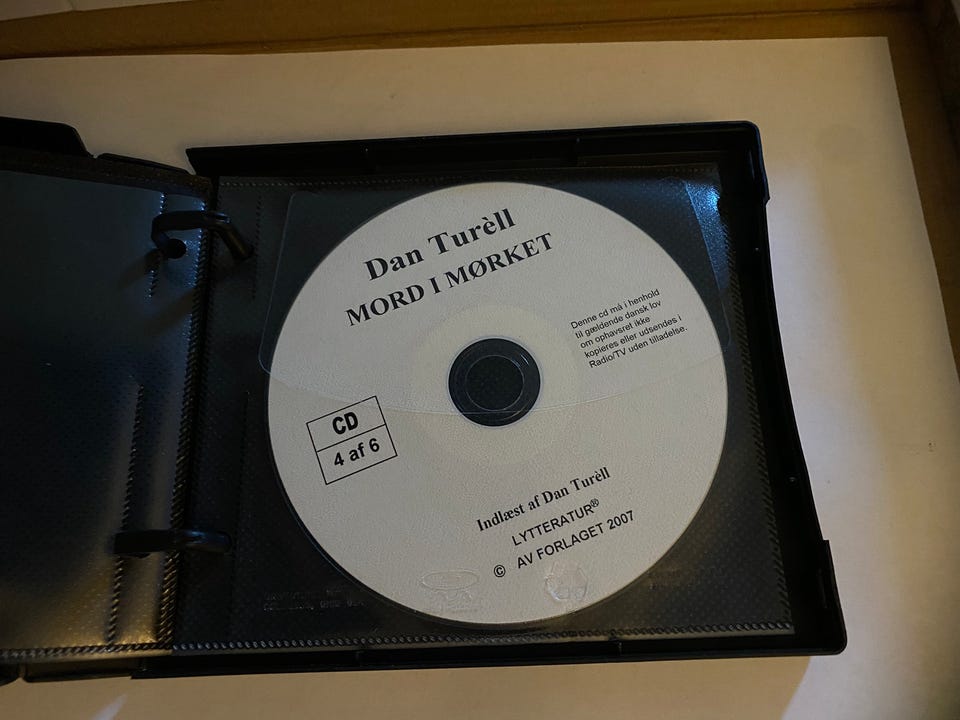 Dan Turèll
MORD I MØRKET
Denne cd må i henhold
til gældende dansk lov
om ophavsret ikke
kopieres eller udsendes i
Radio/TV uden tilladelse.
CD
4 af 6
Indlæst af Dan Turèll
LYTTERATUR®
© AV FORLAGET 2007